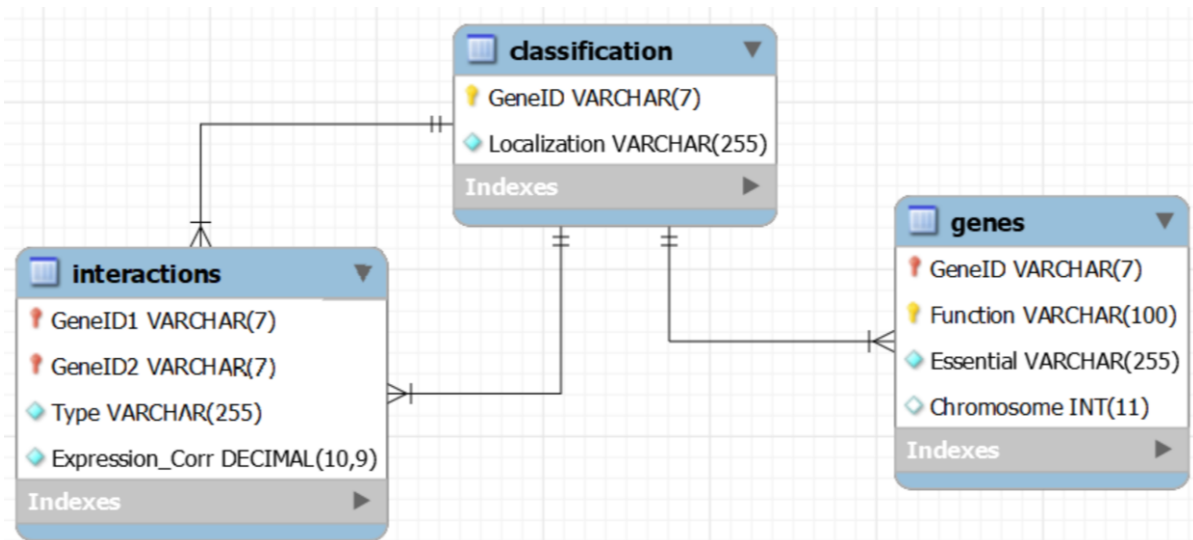 classification
GeneID VARCHAR(7)
Localization VARCHAR(255)
Indexes
interactions
GeneID1 VARCHAR(7)
GeneID2 VARCHAR(7)
Type VARCHAR(255)
Expression_Corr DECIMAL(10,9)
Indexes
genes
GeneID VARCHAR(7)
Function VARCHAR(100)
Essential VARCHAR(255)
Chromosome INT(11)
Indexes